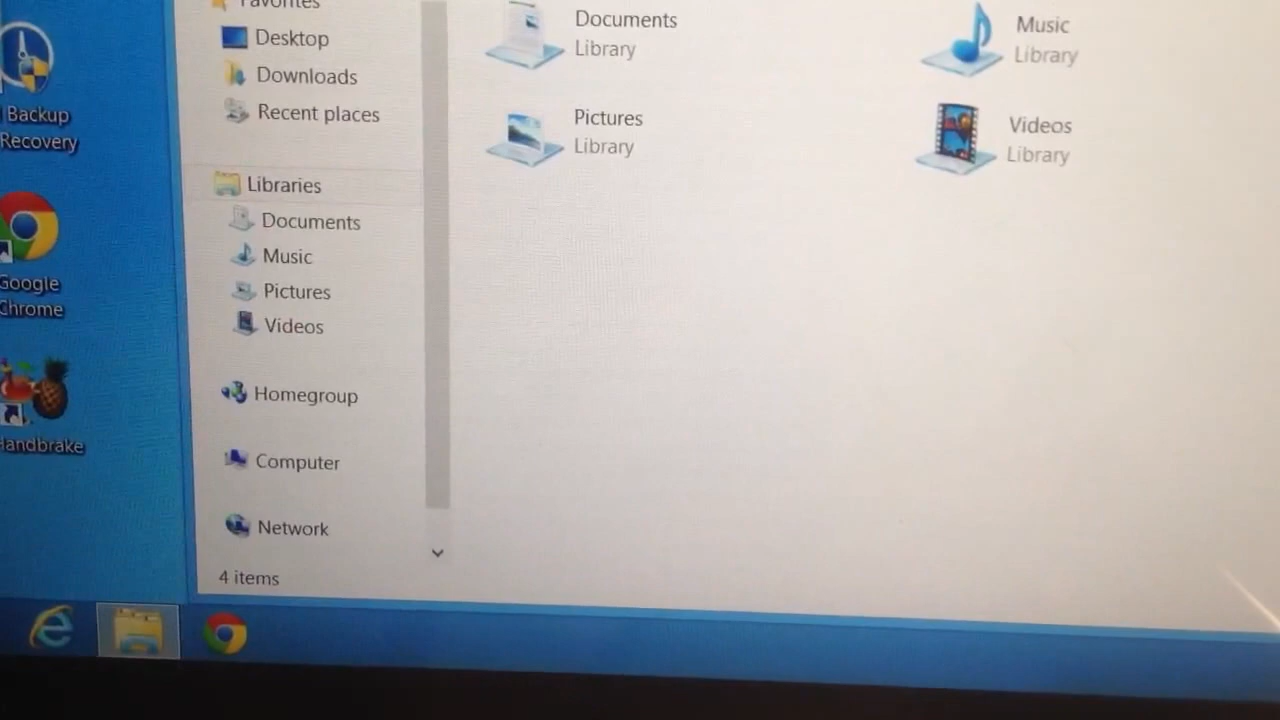 Favorites
Desktop
Downloads
Recent places
Libraries
Documents
Music
Pictures
Videos
Homegroup
Computer
Network
4 items
Documents
Library
Music
Library
Pictures
Library
Videos
Library
Backup
Recovery
Google
Chrome
Handbrake